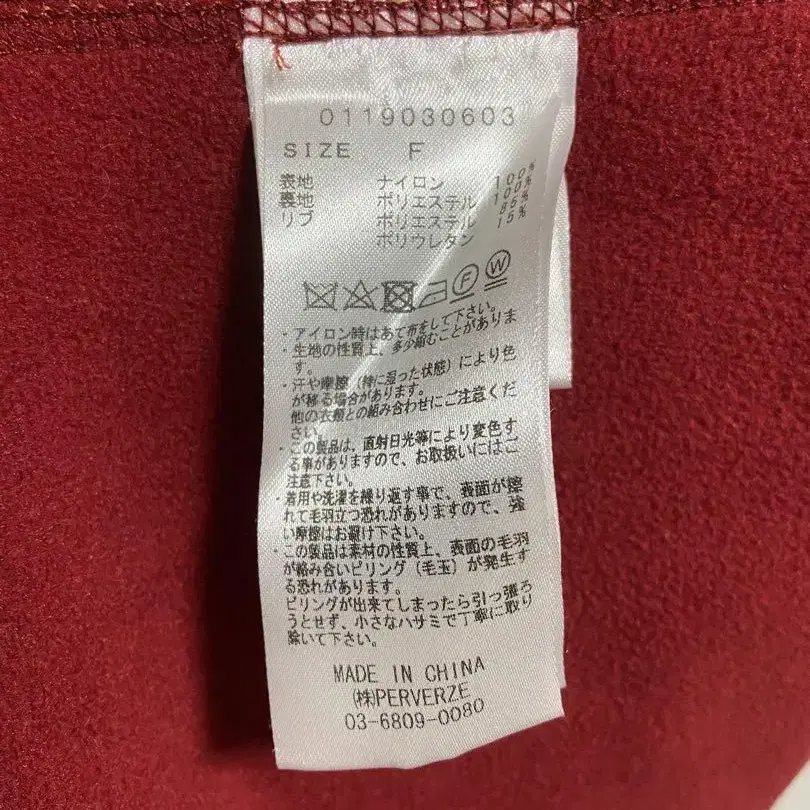 0119030603
SIZE F
表地 ナイロン 100%
裏地 ポリエステル 100%
リブ ポリエステル 85%
ポリウレタン 15%
F W
・アイロン時はあて布をして下さい。
・生地の性質上、多少縮むことがありま
す。
・汗や摩擦（特に湿った状態）により色
が移る場合があります。
他の衣類との組み合わせにご注意くだ
さい。
・この製品は、直射日光等により変色す
る事がありますので、お取扱いにはご
注意下さい。
・着用や洗濯を繰り返す事で、表面が擦
れて毛羽立つ恐れがありますので、強
い摩擦はお避け下さい。
・この製品は素材の性質上、表面の毛羽
が絡み合いピリング（毛玉）が発生す
る恐れがあります。
ピリングが出来てしまったら引っ張ろ
うとせず、小さなハサミで丁寧に取り
除いて下さい。
MADE IN CHINA
㈱PERVERZE
03-6809-0080